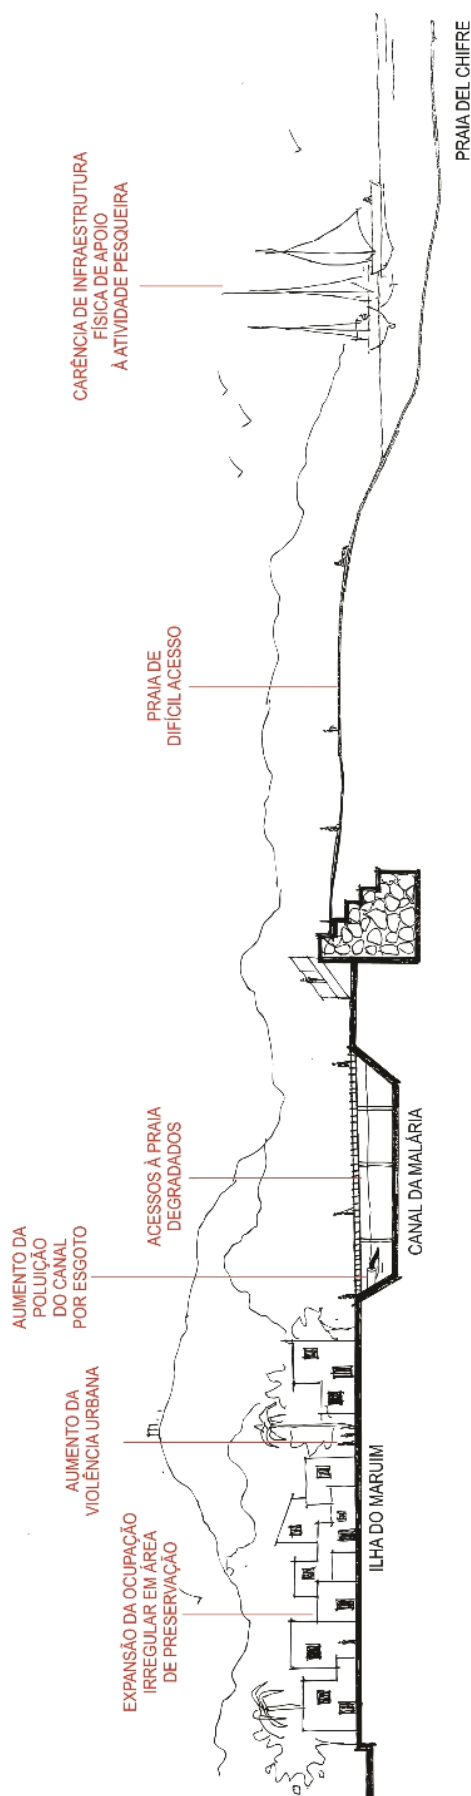 EXPANSÃO DA OCUPAÇÃO
IRREGULAR EM ÁREA
DE PRESERVAÇÃO
AUMENTO DA
VIOLÊNCIA URBANA
AUMENTO DA
POLUIÇÃO
DO CANAL
POR ESGOTO
ACESSOS À PRAIA
DEGRADADOS
PRAIA DE
DIFÍCIL ACESSO
CARÊNCIA DE INFRAESTRUTURA
FÍSICA DE APOIO
À ATIVIDADE PESQUEIRA
ILHA DO MARUIM
CANAL DA MALÁRIA
PRAIA DEL CHIFRE